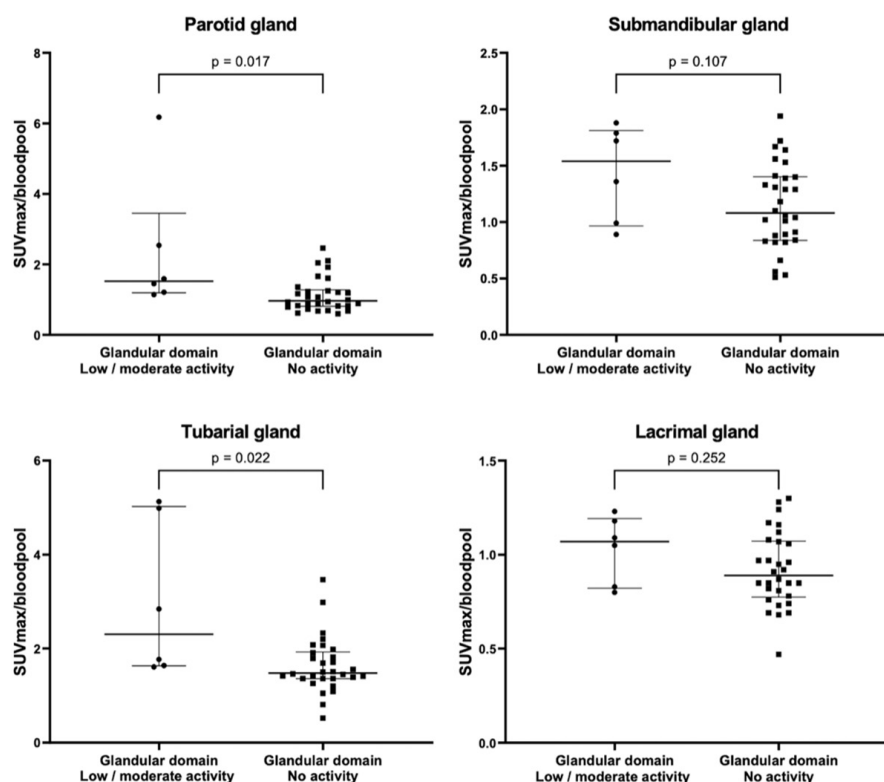 Parotid gland
p = 0.017
SUVmax/bloodpool
8
6
4
2
0
Glandular domain
Low / moderate activity
Glandular domain
No activity
Submandibular gland
p = 0.107
SUVmax/bloodpool
2.5
2.0
1.5
1.0
0.5
0.0
Glandular domain
Low / moderate activity
Glandular domain
No activity
Tubarial gland
p = 0.022
SUVmax/bloodpool
6
4
2
0
Glandular domain
Low / moderate activity
Glandular domain
No activity
Lacrimal gland
p = 0.252
SUVmax/bloodpool
1.5
1.0
0.5
0.0
Glandular domain
Low / moderate activity
Glandular domain
No activity